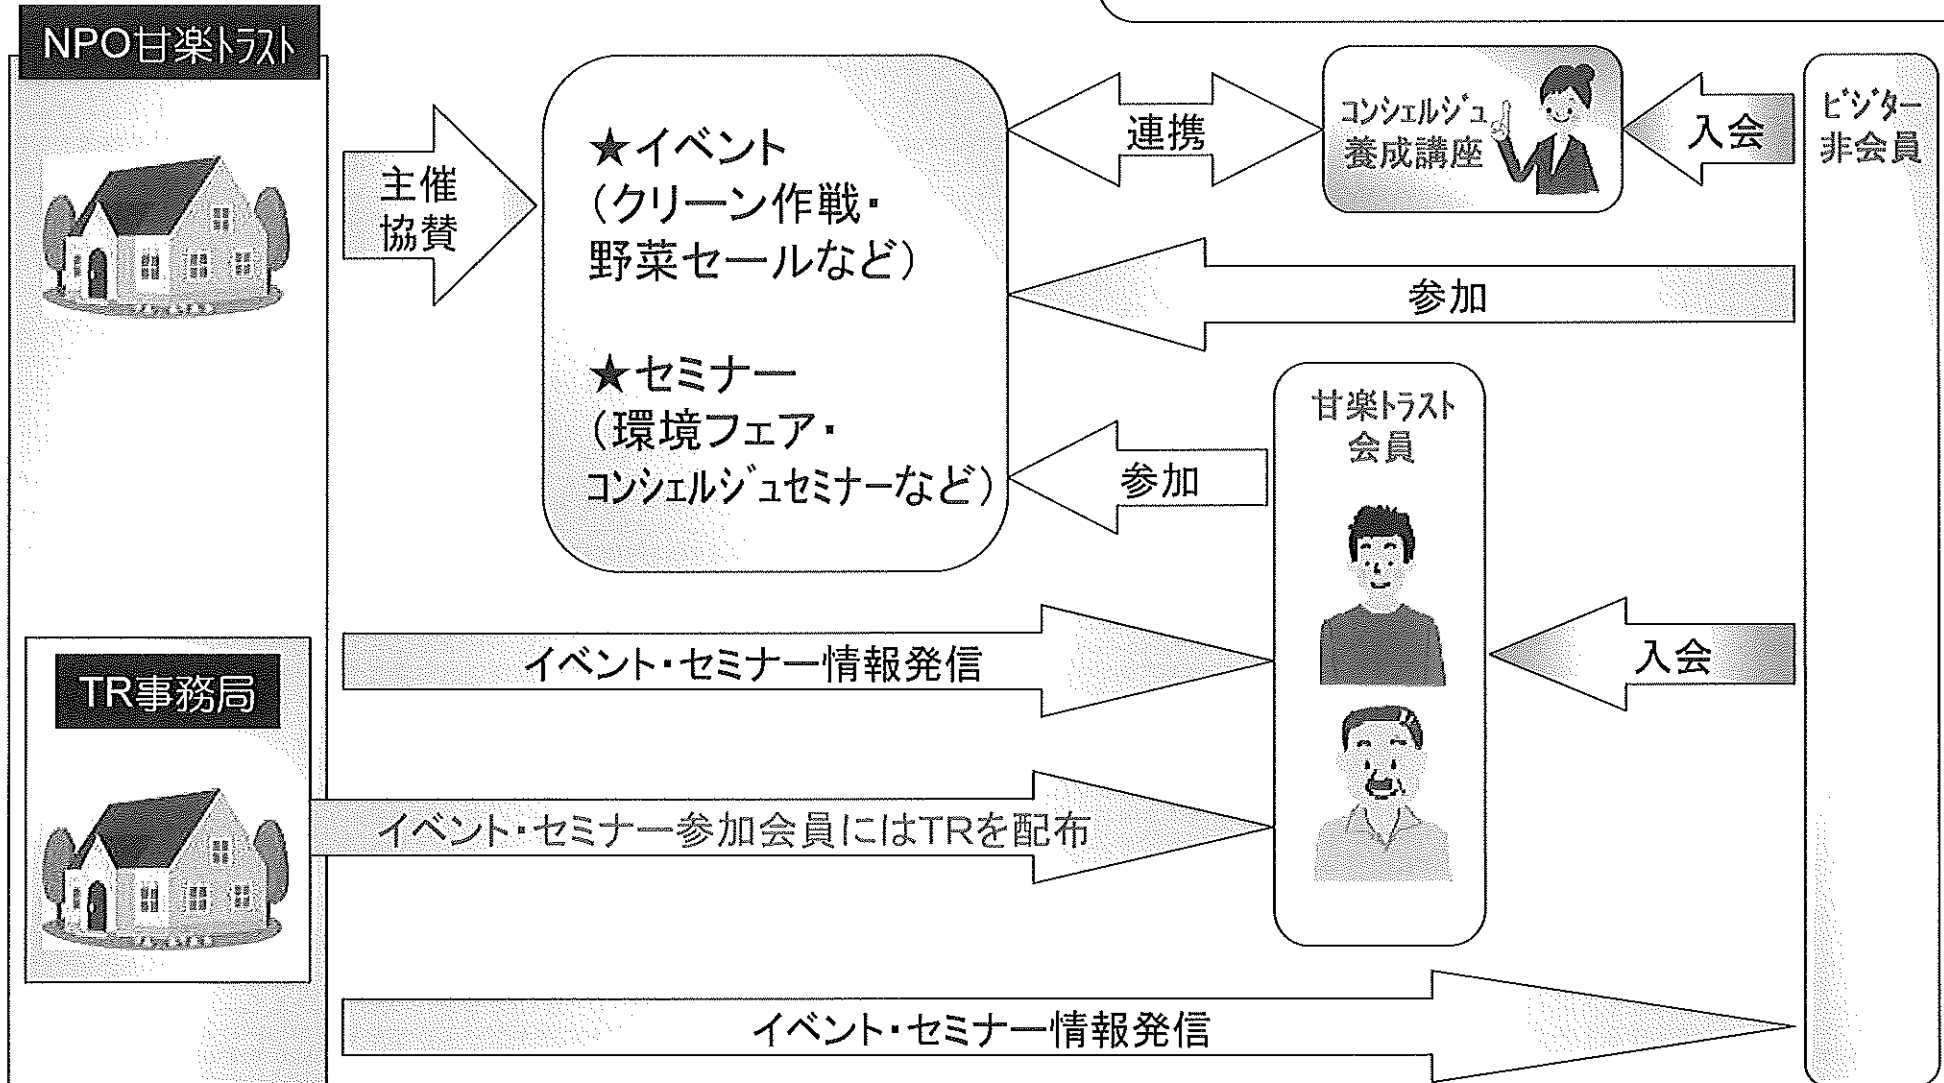 NPO甘楽トラスト
主催
協賛
★イベント
(クリーン作戦・
野菜セールなど)
★セミナー
(環境フェア・
コンシェルジュセミナーなど)
連携
コンシェルジュ
養成講座
入会
ビジター
非会員
参加
甘楽トラスト
会員
参加
入会
TR事務局
イベント・セミナー情報発信
イベント・セミナー参加会員にはTRを配布
イベント・セミナー情報発信